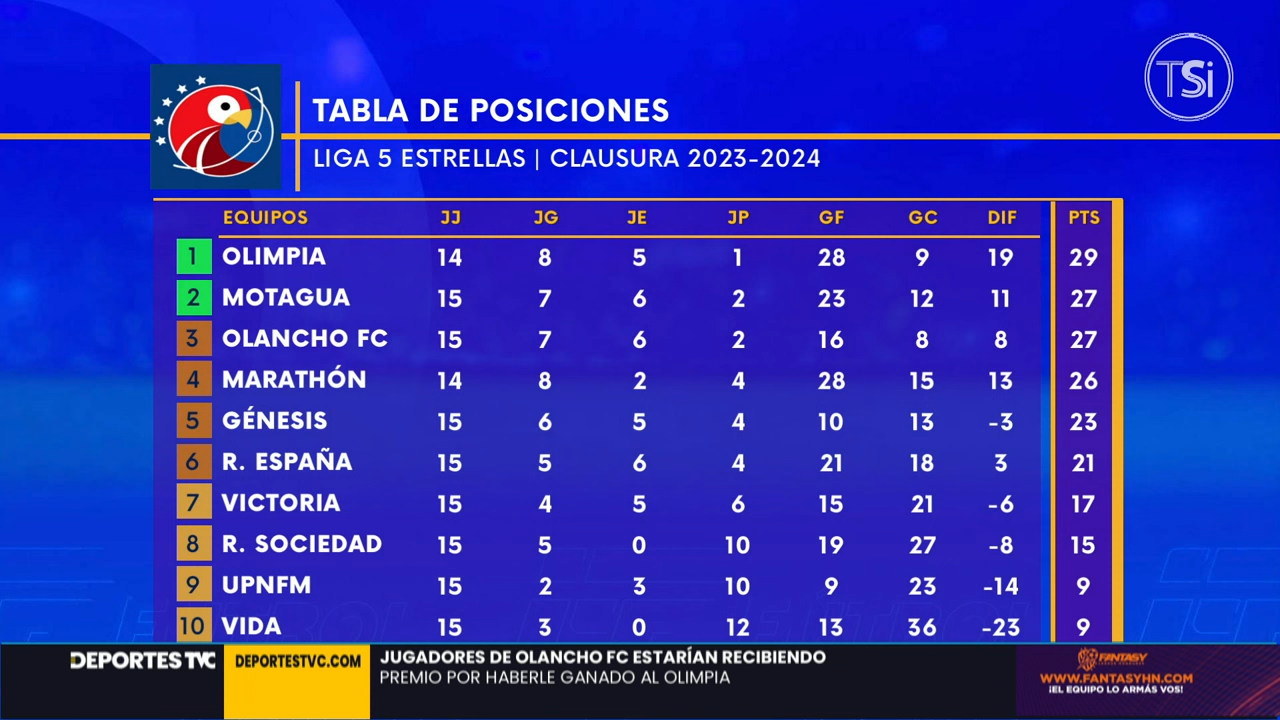 TSi
TABLA DE POSICIONES
LIGA 5 ESTRELLAS | CLAUSURA 2023-2024
EQUIPOS JJ JG JE JP GF GC DIF PTS
1 OLIMPIA 14 8 5 1 28 9 19 29
2 MOTAGUA 15 7 6 2 23 12 11 27
3 OLANCHO FC 15 7 6 2 16 8 8 27
4 MARATHÓN 14 8 2 4 28 15 13 26
5 GÉNESIS 15 6 5 4 10 13 -3 23
6 R. ESPAÑA 15 5 6 4 21 18 3 21
7 VICTORIA 15 4 5 6 15 21 -6 17
8 R. SOCIEDAD 15 5 0 10 19 27 -8 15
9 UPNFM 15 2 3 10 9 23 -14 9
10 VIDA 15 3 0 12 13 36 -23 9
DEPORTES TVC
DEPORTESTVC.COM
JUGADORES DE OLANCHO FC ESTARÍAN RECIBIENDO
PREMIO POR HABERLE GANADO AL OLIMPIA
FANTASY
WWW.FANTASYHN.COM
¡EL EQUIPO LO ARMÁS VOS!